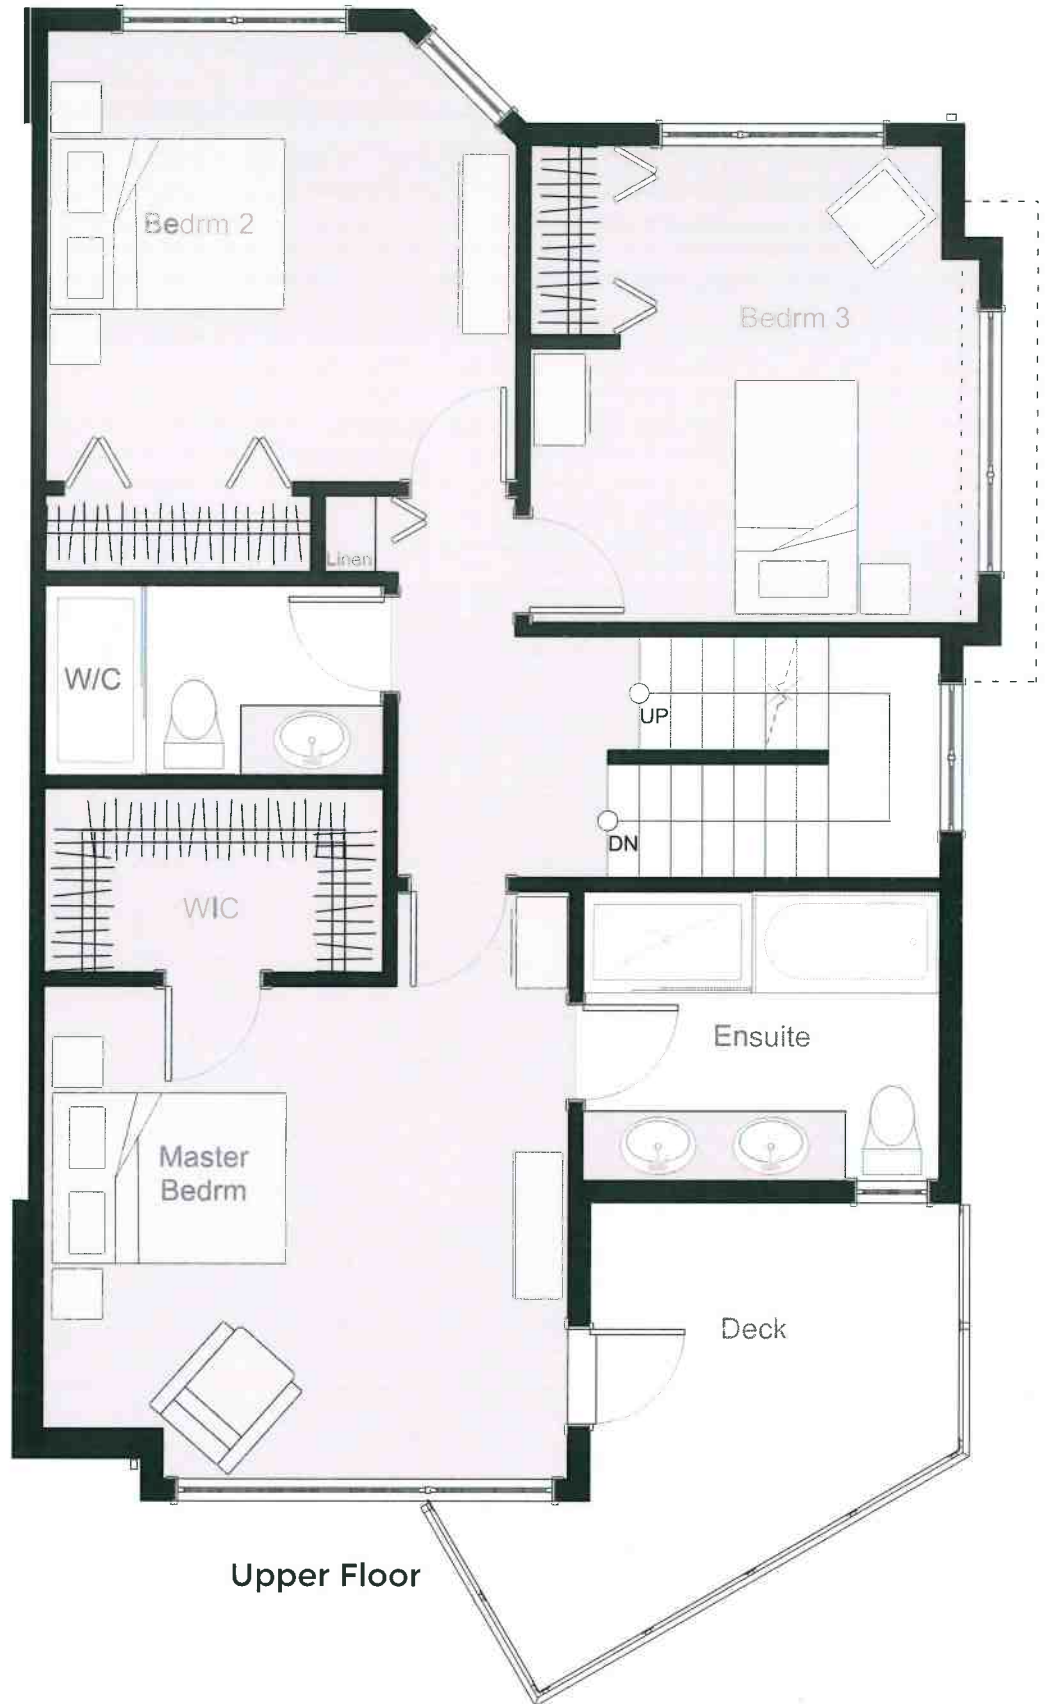 Bedrm 2
Bedrm 3
Linen
W/C
UP
DN
WIC
Ensuite
Master
Bedrm
Deck
Upper Floor